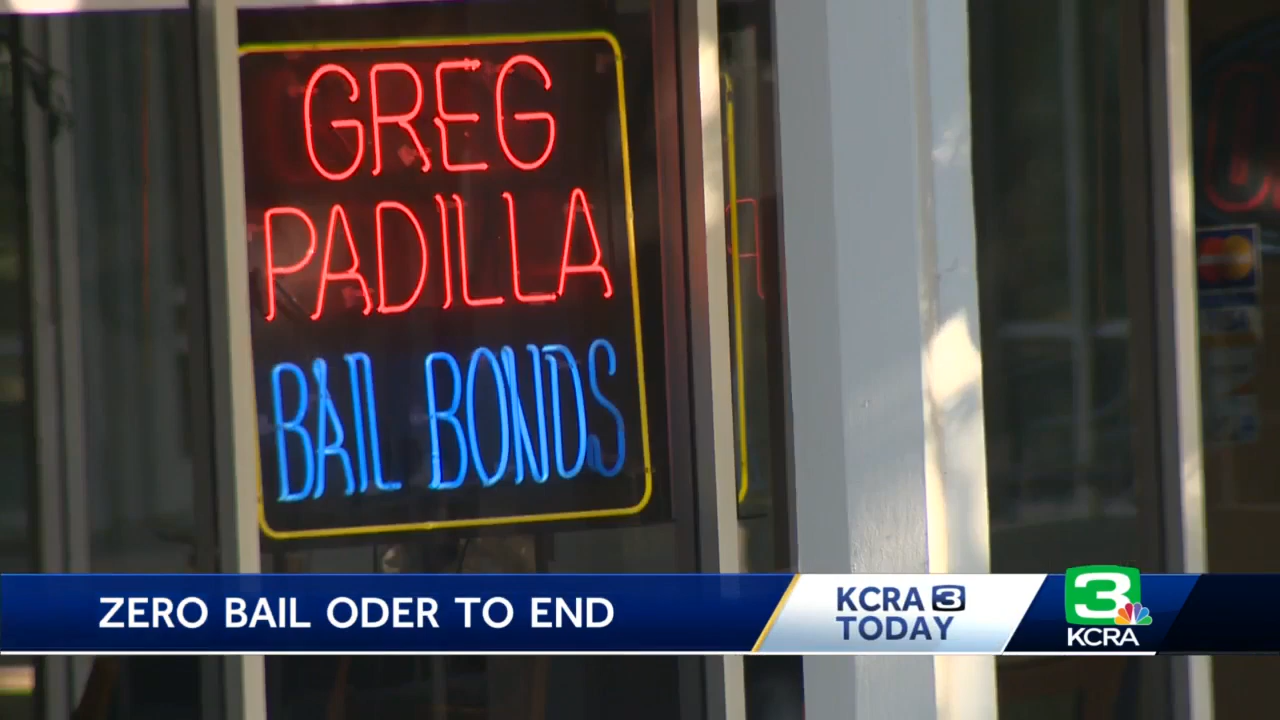 GREG
PADILLA
BAIL BONDS
ZERO BAIL ODER TO END
KCRA 3
TODAY
3
KCRA